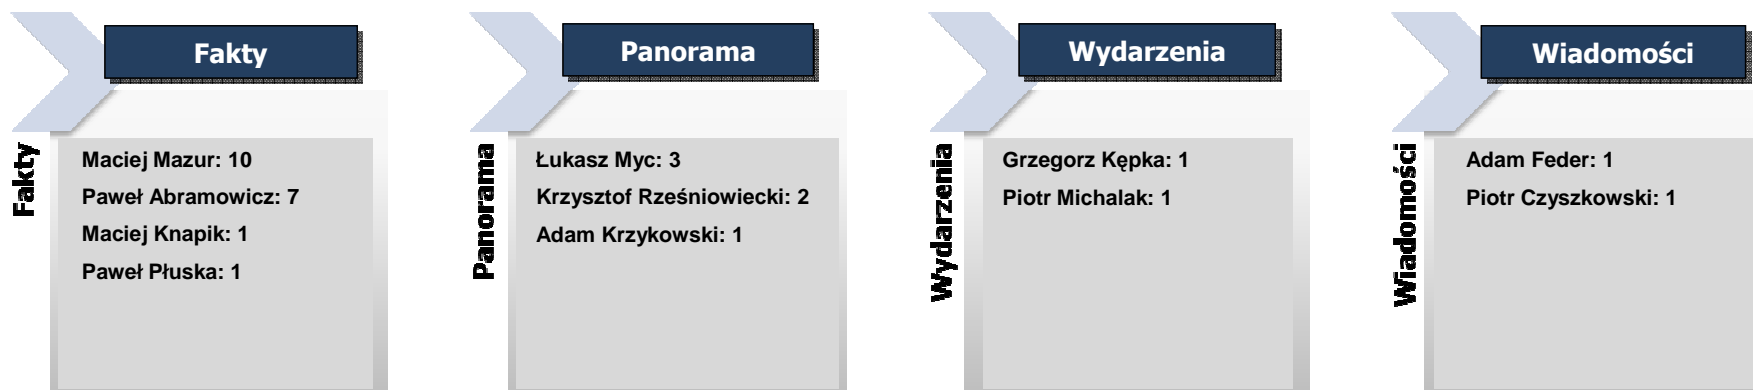 Fakty
Fakty
Maciej Mazur: 10
Paweł Abramowicz: 7
Maciej Knapik: 1
Paweł Płuska: 1
Panorama
Panorama
Łukasz Myc: 3
Krzysztof Rześniowiecki: 2
Adam Krzykowski: 1
Wydarzenia
Wydarzenia
Grzegorz Kępka: 1
Piotr Michalak: 1
Wiadomości
Wiadomości
Adam Feder: 1
Piotr Czyszkowski: 1